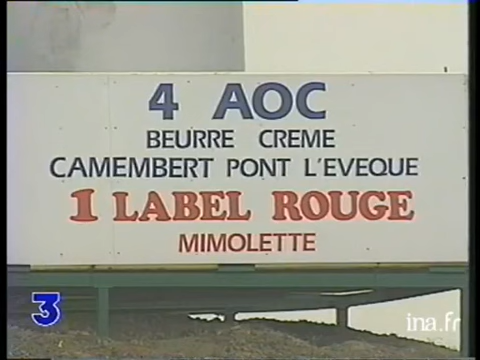 4 AOC
BEURRE CREME
CAMEMBERT PONT L'EVEQUE
1 LABEL ROUGE
MIMOLETTE
3
ina.fr